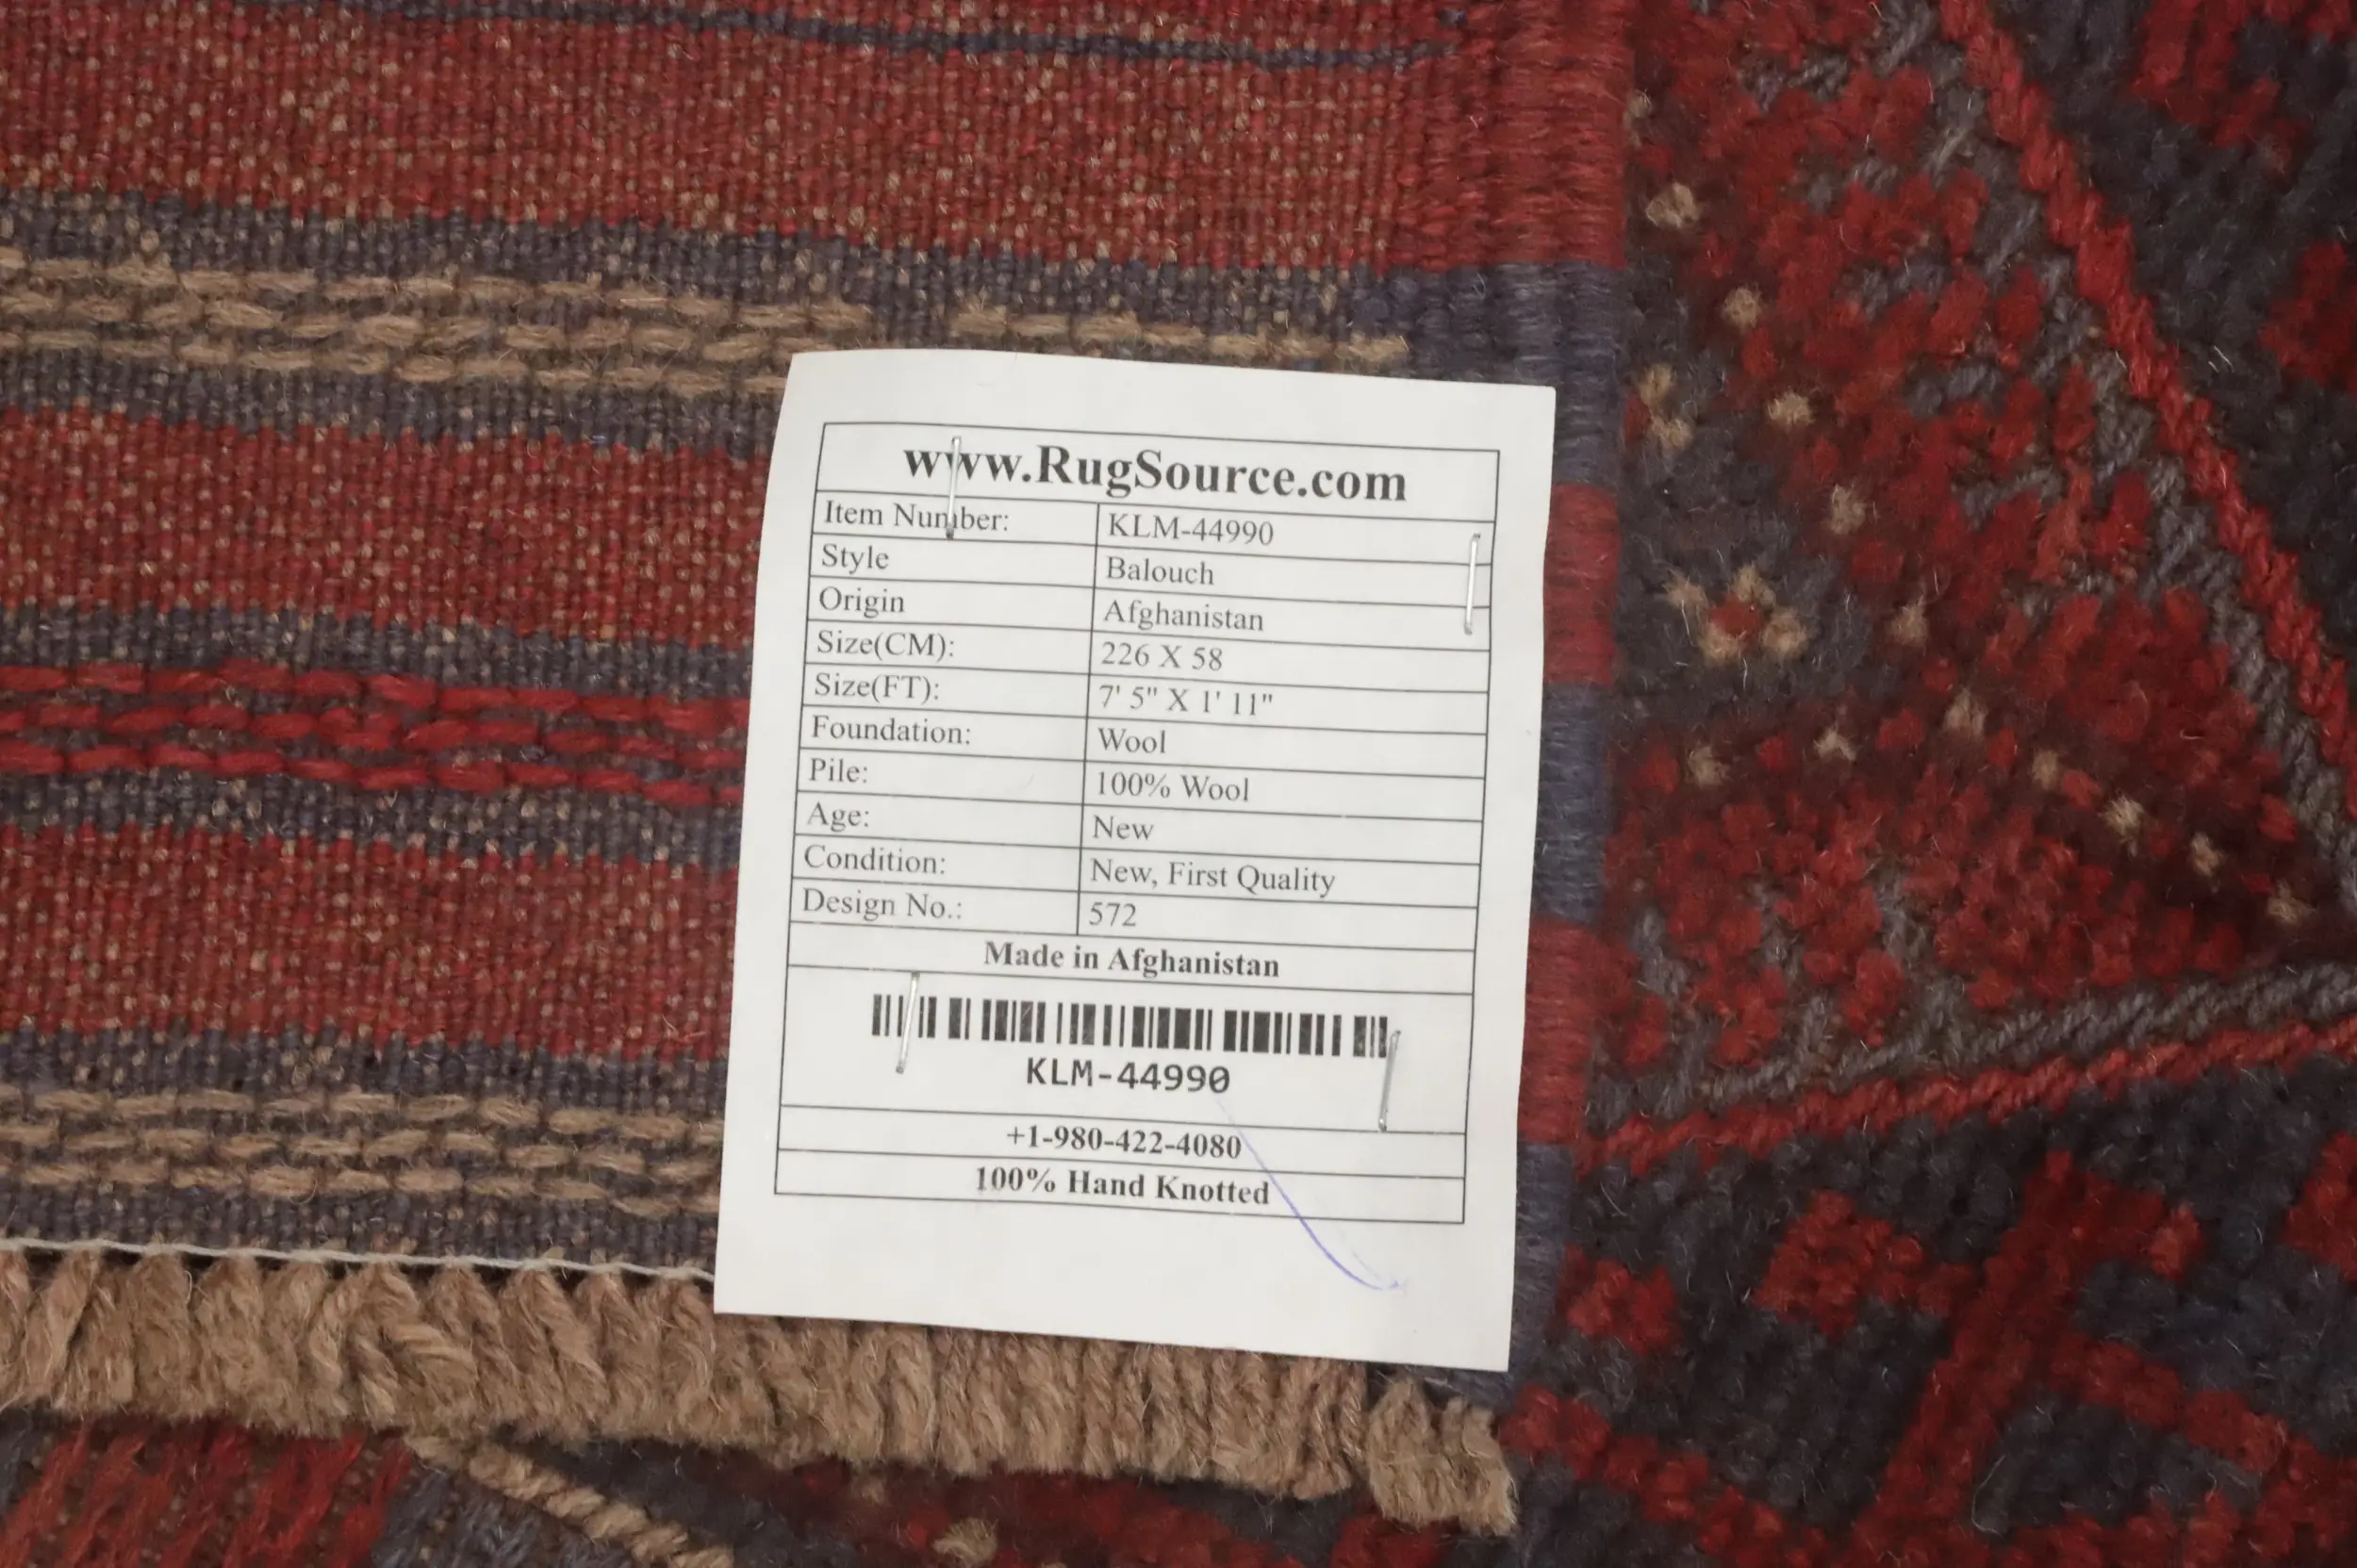 www.RugSource.com
Item Number: KLM-44990
Style Balouch
Origin Afghanistan
Size(CM): 226 X 58
Size(FT): 7' 5" X 1' 11"
Foundation: Wool
Pile: 100% Wool
Age: New
Condition: New, First Quality
Design No.: 572
Made in Afghanistan
KLM-44990
+1-980-422-4080
100% Hand Knotted